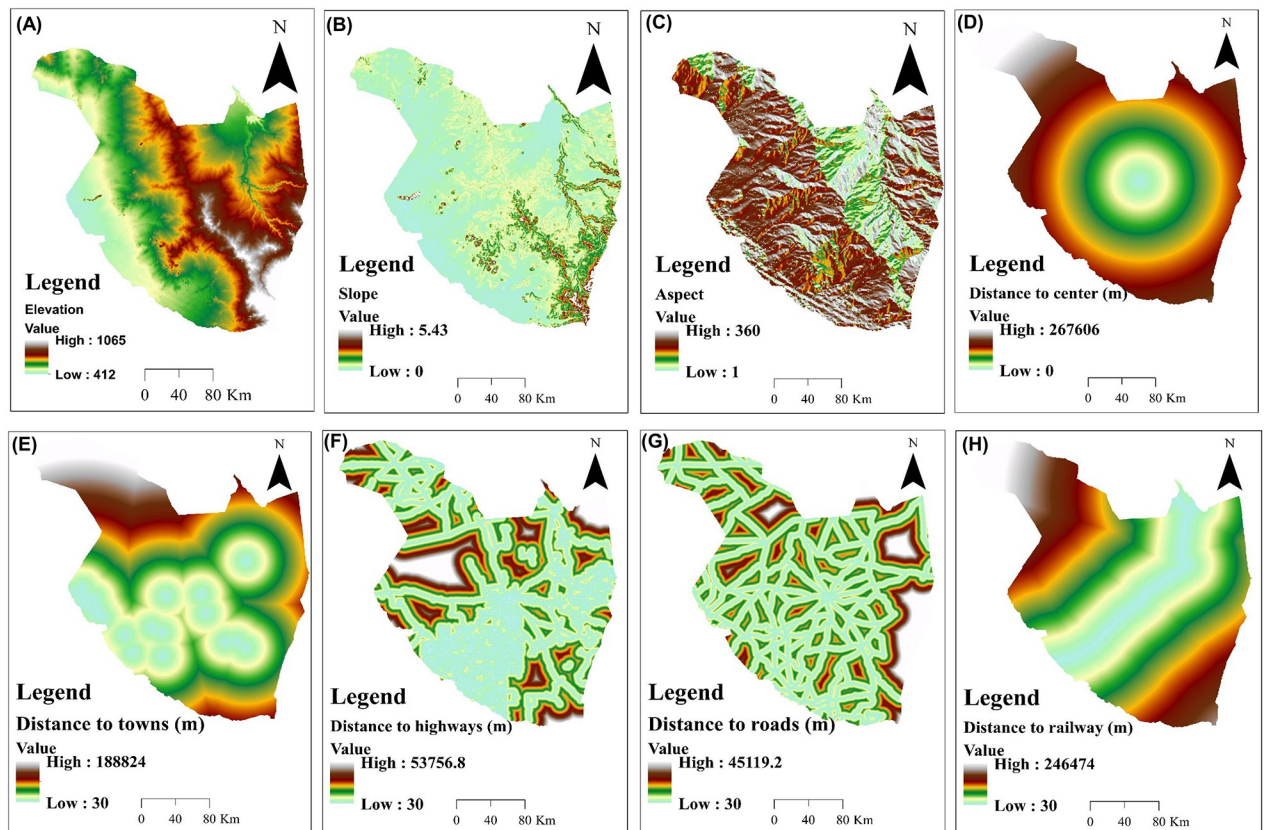 (A)
N
Legend
Elevation
Value
High : 1065
Low : 412
0 40 80 Km
(B)
N
Legend
Slope
Value
High : 5.43
Low : 0
0 40 80 Km
(C)
N
Legend
Aspect
Value
High : 360
Low : 1
0 40 80 Km
(D)
N
Legend
Distance to center (m)
Value
High : 267606
Low : 0
0 40 80 Km
(E)
N
Legend
Distance to towns (m)
Value
High : 188824
Low : 30
0 40 80 Km
(F)
N
Legend
Distance to highways (m)
Value
High : 53756.8
Low : 30
0 40 80 Km
(G)
N
Legend
Distance to roads (m)
Value
High : 45119.2
Low : 30
0 40 80 Km
(H)
N
Legend
Distance to railway (m)
Value
High : 246474
Low : 30
0 40 80 Km